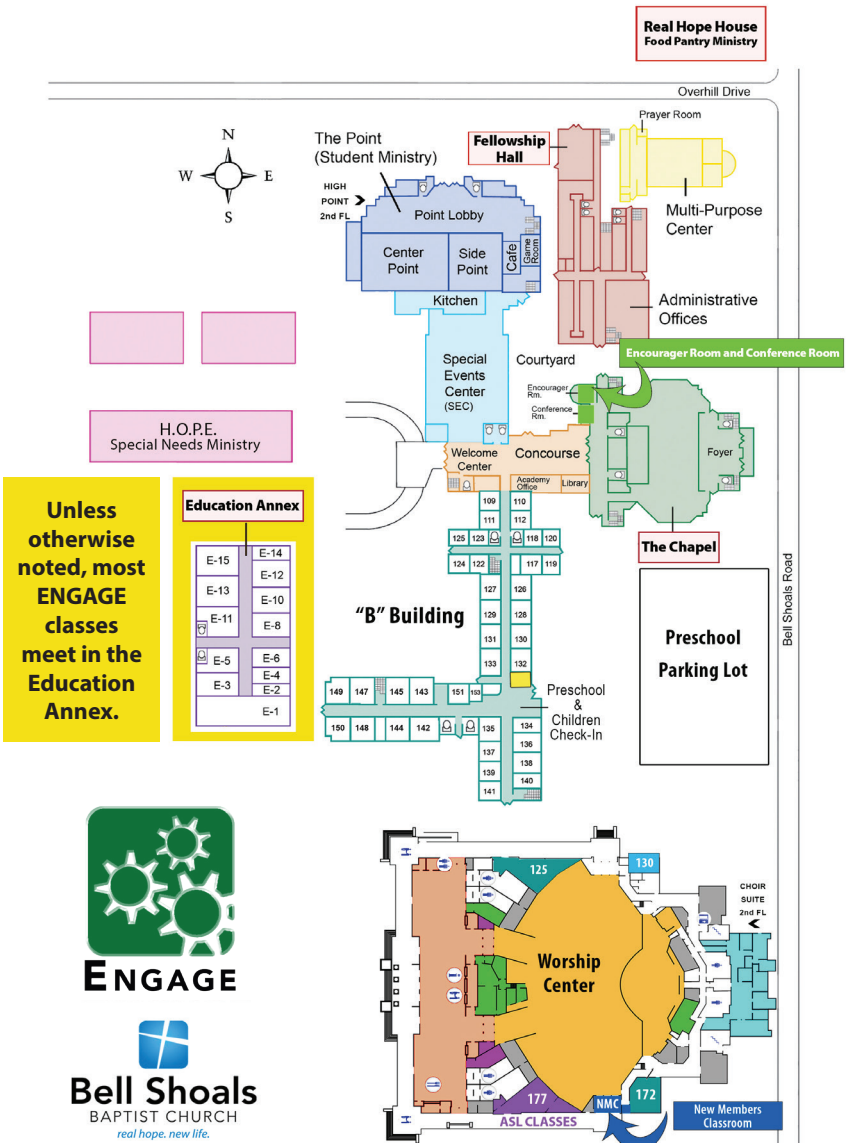 Real Hope House
Food Pantry Ministry
Overhill Drive
Prayer Room
The Point
(Student Ministry)
Fellowship
Hall
N
W
E
S
HIGH
POINT
2nd FL
Point Lobby
Multi-Purpose
Center
Center
Point
Side
Point
Cafe
Game
Room
Kitchen
Administrative
Offices
Special
Events
Center
(SEC)
Courtyard
Encourager Room and Conference Room
Encourager
Rm.
Conference
Rm.
H.O.P.E.
Special Needs Ministry
Welcome
Center
Concourse
Foyer
Academy
Office
Library
Unless
otherwise
noted, most
ENGAGE
classes
meet in the
Education
Annex.
Education Annex
E-15
E-14
E-12
E-13
E-10
E-11
E-8
E-5
E-6
E-4
E-3
E-2
E-1
109
110
111
112
125
123
118
120
124
122
117
119
The Chapel
127
126
129
128
131
130
133
132
"B" Building
Preschool
Parking Lot
Bell Shoals Road
149
147
145
143
151
153
Preschool
&
Children
Check-In
150
148
144
142
135
134
137
136
139
138
141
140
125
130
CHOIR
SUITE
2nd FL
Worship
Center
ENGAGE
177
NMC
172
ASL CLASSES
New Members
Classroom
Bell Shoals
BAPTIST CHURCH
real hope. new life.